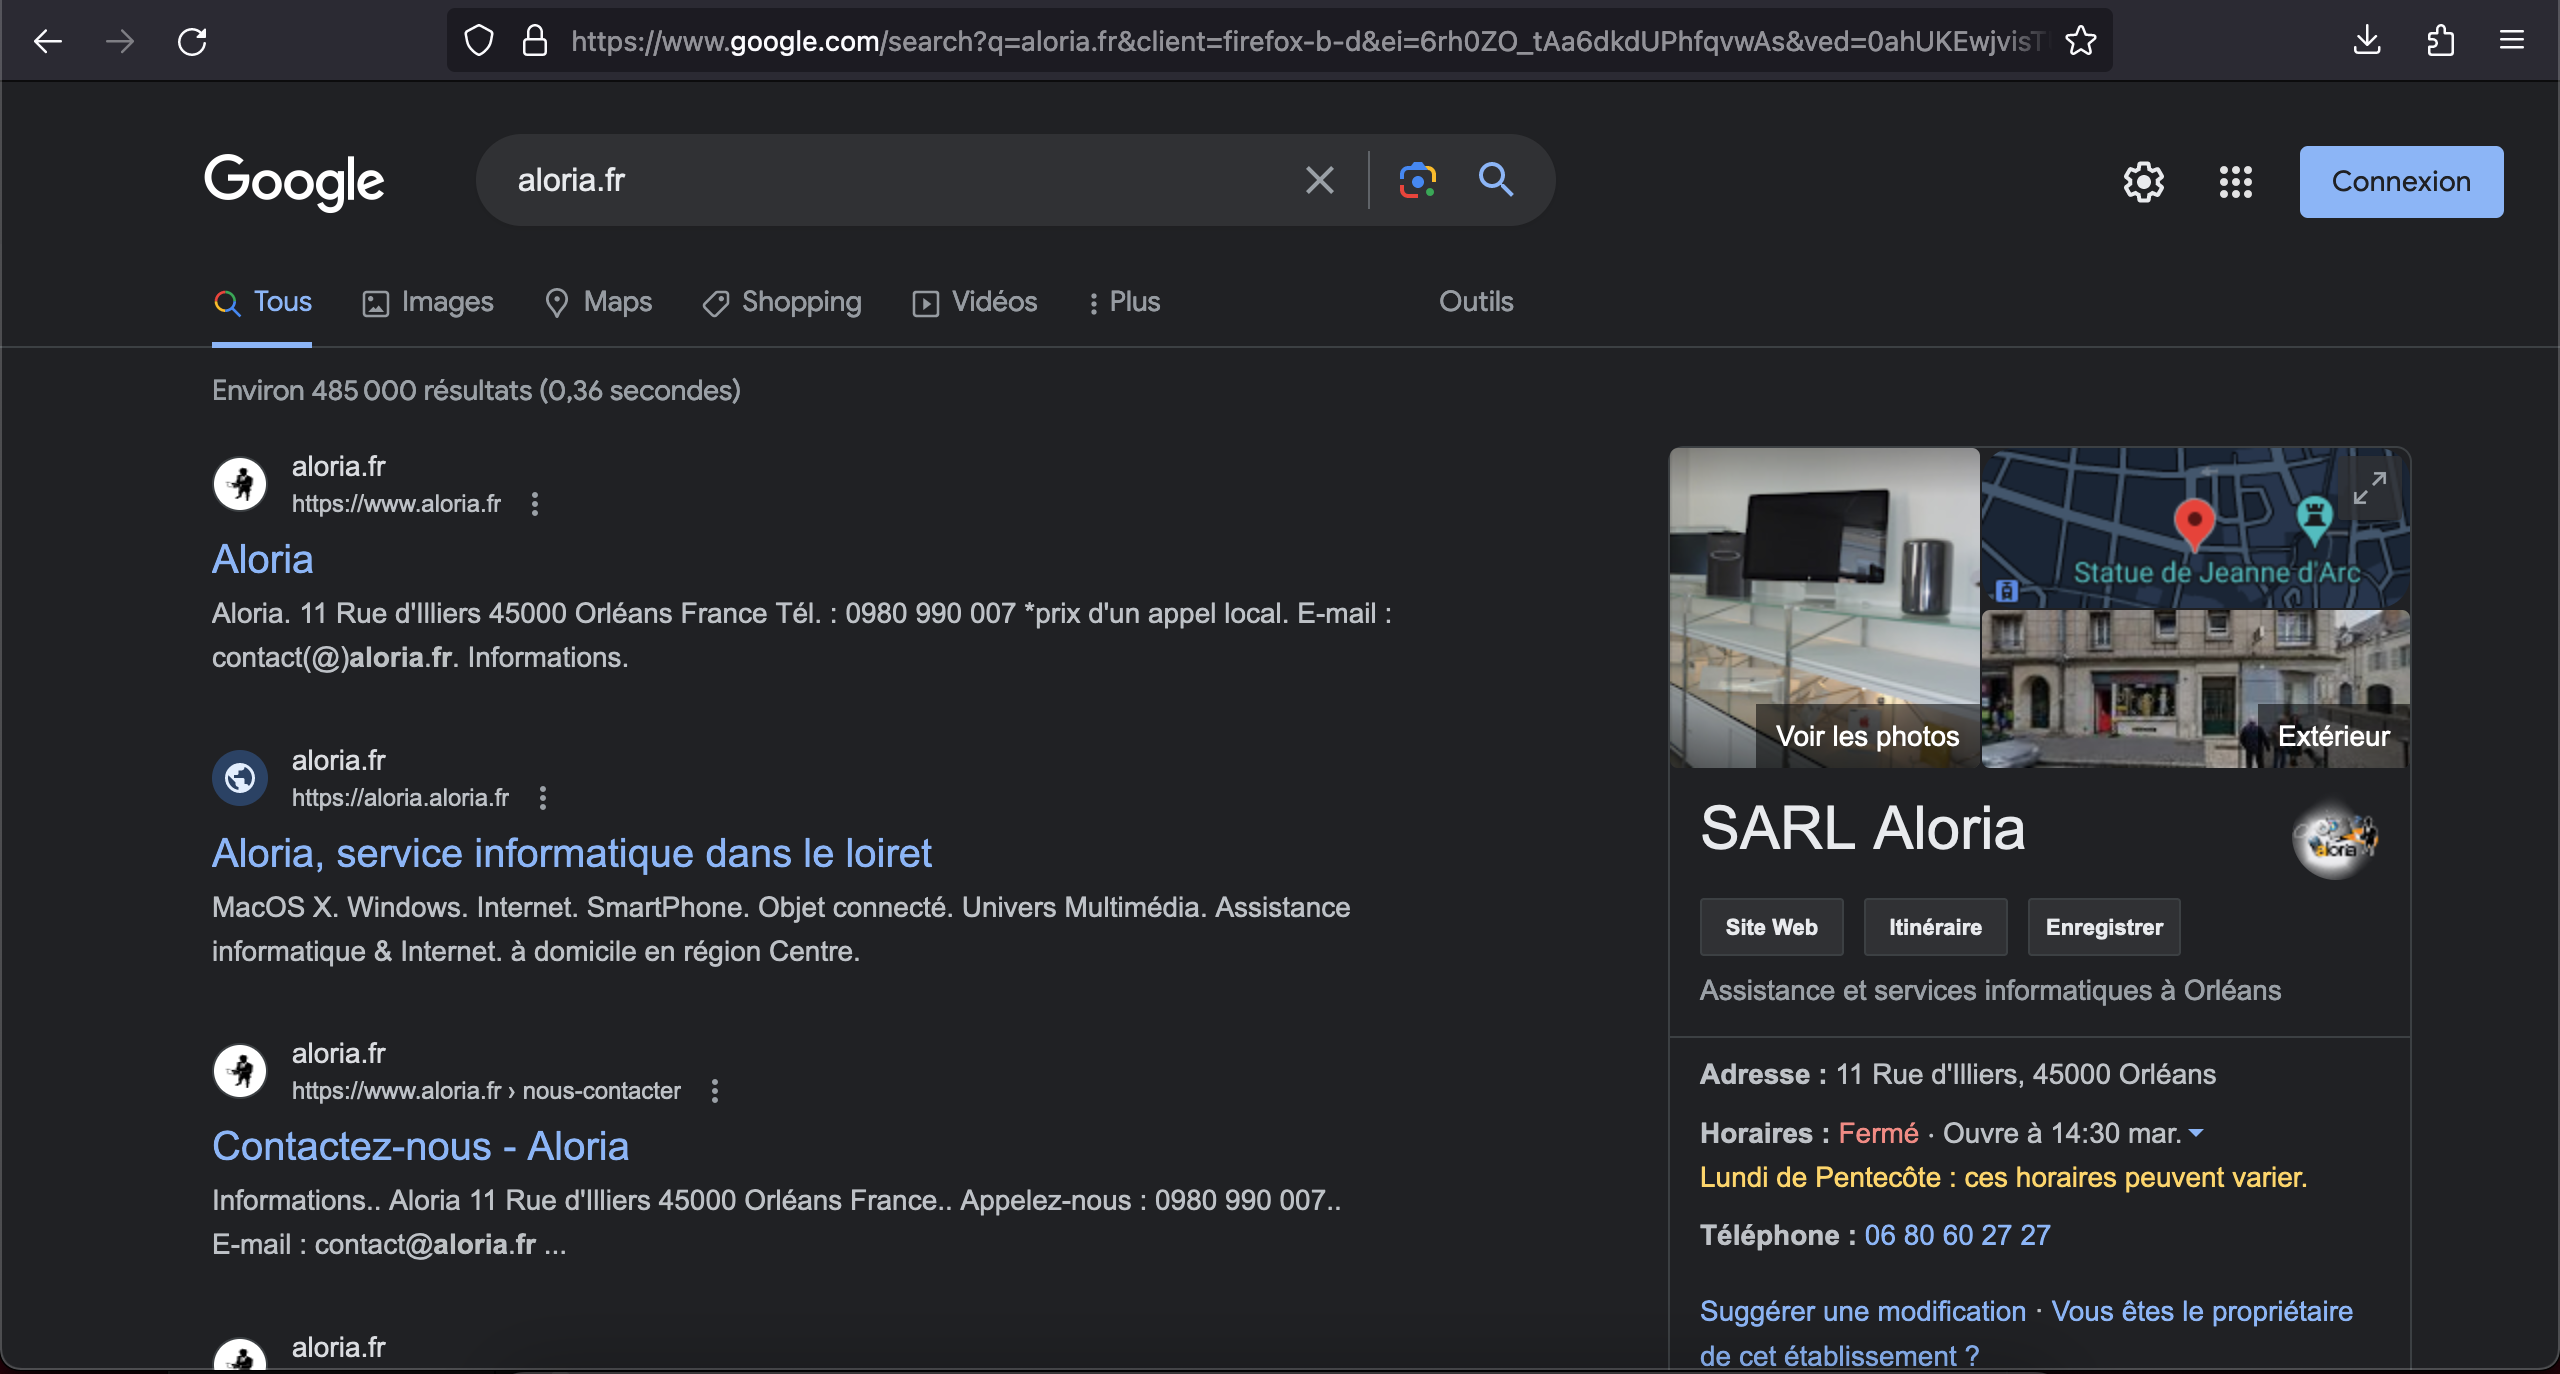 https://www.google.com/search?q=aloria.fr&client=firefox-b-d&ei=6rh0ZO_tAa6dkdUPhfqvwAs&ved=0ahUKEwjvisT
Google
aloria.fr
Connexion
Tous
Images
Maps
Shopping
Vidéos
Plus
Outils
Environ 485 000 résultats (0,36 secondes)
aloria.fr
https://www.aloria.fr
Aloria
Aloria. 11 Rue d'Illiers 45000 Orléans France Tél. : 0980 990 007 *prix d'un appel local. E-mail :
contact(@)aloria.fr. Informations.
aloria.fr
https://aloria.aloria.fr
Aloria, service informatique dans le loiret
MacOS X. Windows. Internet. SmartPhone. Objet connecté. Univers Multimédia. Assistance
informatique & Internet. à domicile en région Centre.
aloria.fr
https://www.aloria.fr › nous-contacter
Contactez-nous - Aloria
Informations.. Aloria 11 Rue d'Illiers 45000 Orléans France.. Appelez-nous : 0980 990 007..
E-mail : contact@aloria.fr ...
aloria.fr
Statue de Jeanne d'Arc
Voir les photos
Extérieur
SARL Aloria
aloria
Site Web
Itinéraire
Enregistrer
Assistance et services informatiques à Orléans
Adresse : 11 Rue d'Illiers, 45000 Orléans
Horaires : Fermé · Ouvre à 14:30 mar.
Lundi de Pentecôte : ces horaires peuvent varier.
Téléphone : 06 80 60 27 27
Suggérer une modification · Vous êtes le propriétaire
de cet établissement ?